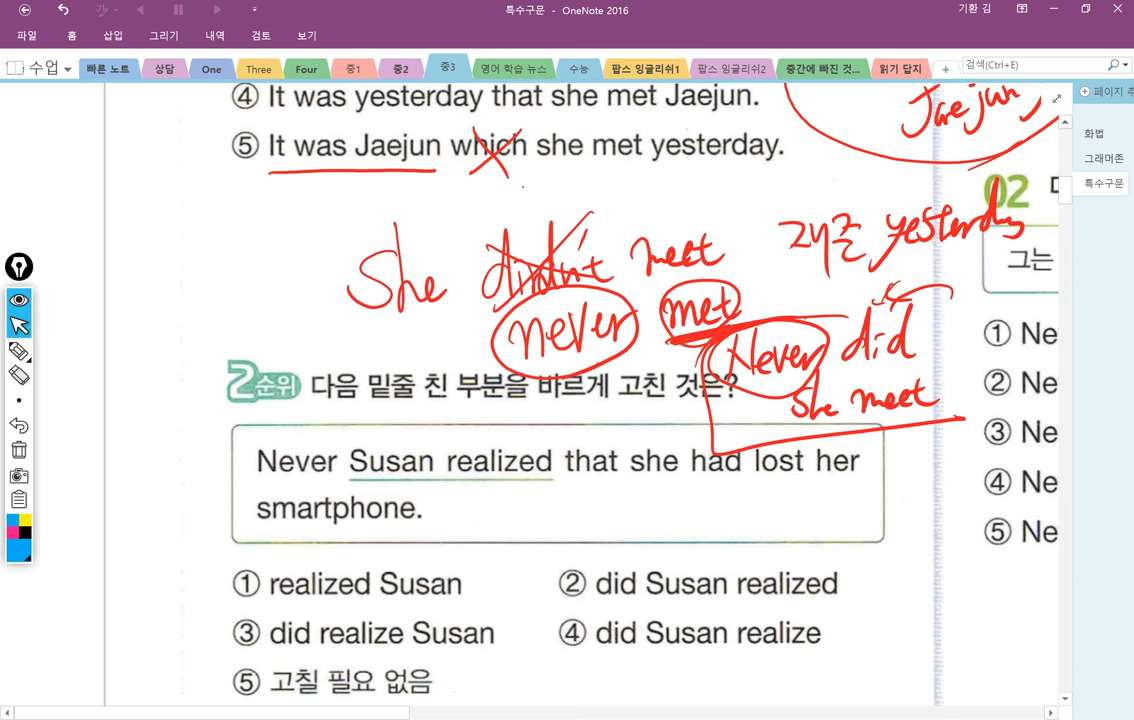 특수구문 - OneNote 2016
기환 김
파일 홈 삽입 그리기 내역 검토 보기
수업 빠른 노트 상담 One Three Four 중1 중2 중3 영어 학습 뉴스 수능 팝스 잉글리쉬1 팝스 잉글리쉬2 중간에 빠진 것... 읽기 답지 + 검색(Ctrl+E)
페이지 추
화법
그래머존
특수구문
④ It was yesterday that she met Jaejun.
Jaejun
⑤ It was Jaejun which she met yesterday.
She didn't meet yesterday
never met
Never did
she meet
2순위 다음 밑줄 친 부분을 바르게 고친 것은?
Never Susan realized that she had lost her
smartphone.
① realized Susan ② did Susan realized
③ did realize Susan ④ did Susan realize
⑤ 고칠 필요 없음
02
그는
① Ne
② Ne
③ Ne
④ Ne
⑤ Ne